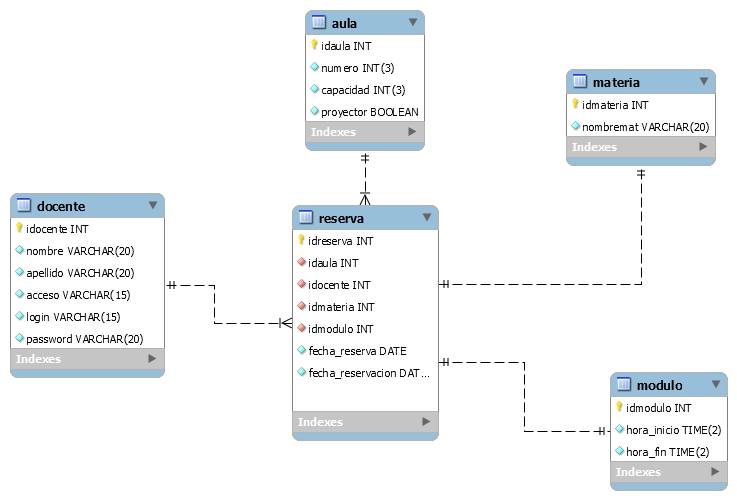 aula
idaula INT
numero INT(3)
capacidad INT(3)
proyector BOOLEAN
Indexes
materia
idmateria INT
nombremat VARCHAR(20)
Indexes
docente
idocente INT
nombre VARCHAR(20)
apellido VARCHAR(20)
acceso VARCHAR(15)
login VARCHAR(15)
password VARCHAR(20)
Indexes
reserva
idreserva INT
idaula INT
idocente INT
idmateria INT
idmodulo INT
fecha_reserva DATE
fecha_reservacion DAT...
Indexes
modulo
idmodulo INT
hora_inicio TIME(2)
hora_fin TIME(2)
Indexes